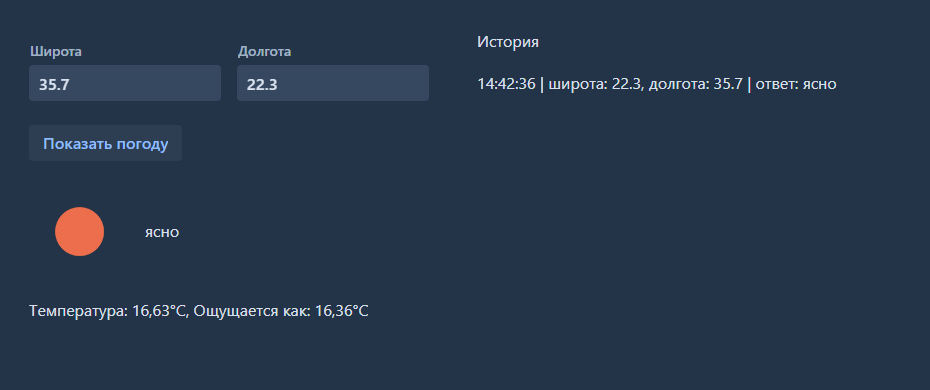 Широта
Долгота
35.7
22.3
Показать погоду
ясно
Температура: 16,63°C, Ощущается как: 16,36°C
История
14:42:36 | широта: 22.3, долгота: 35.7 | ответ: ясно